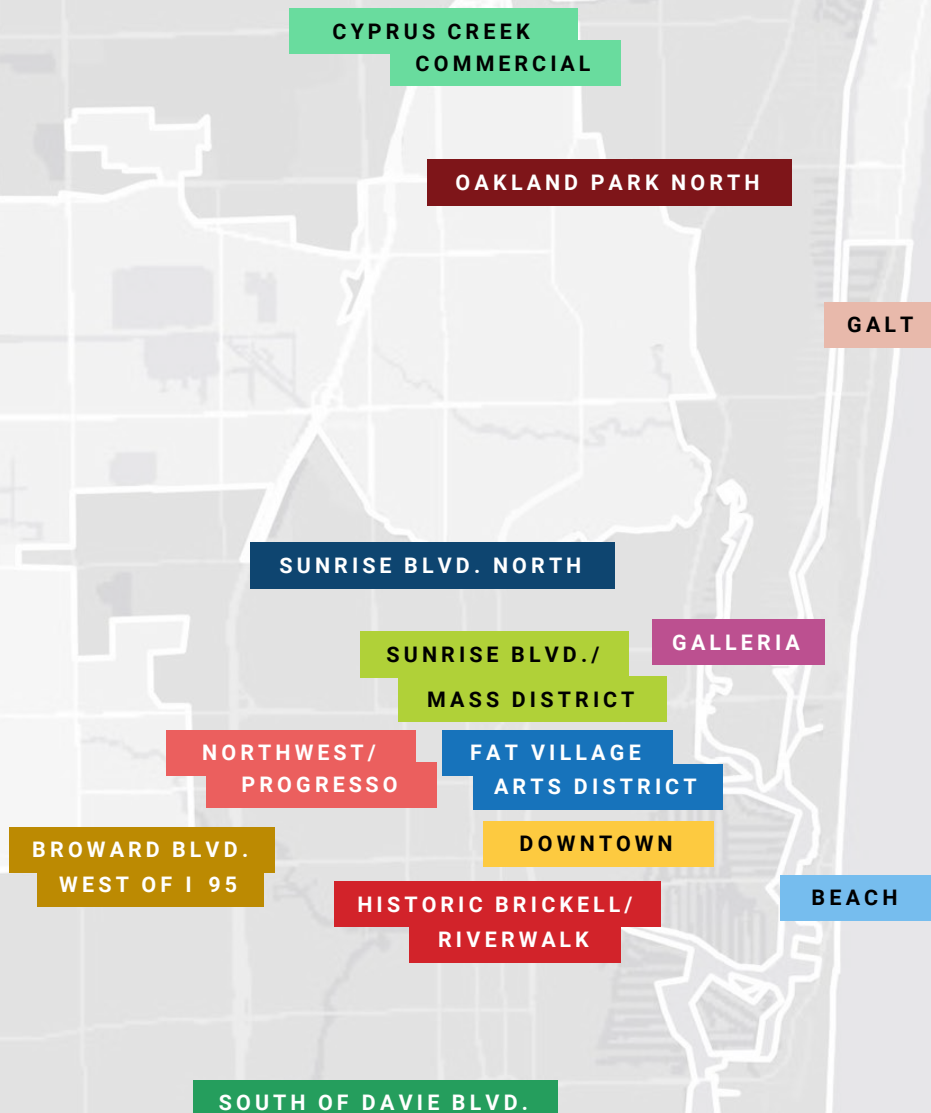 CYPRUS CREEK
COMMERCIAL
OAKLAND PARK NORTH
GALT
SUNRISE BLVD. NORTH
GALLERIA
SUNRISE BLVD./
MASS DISTRICT
NORTHWEST/
PROGRESSO
FAT VILLAGE
ARTS DISTRICT
DOWNTOWN
BROWARD BLVD.
WEST OF I 95
HISTORIC BRICKELL/
RIVERWALK
BEACH
SOUTH OF DAVIE BLVD.